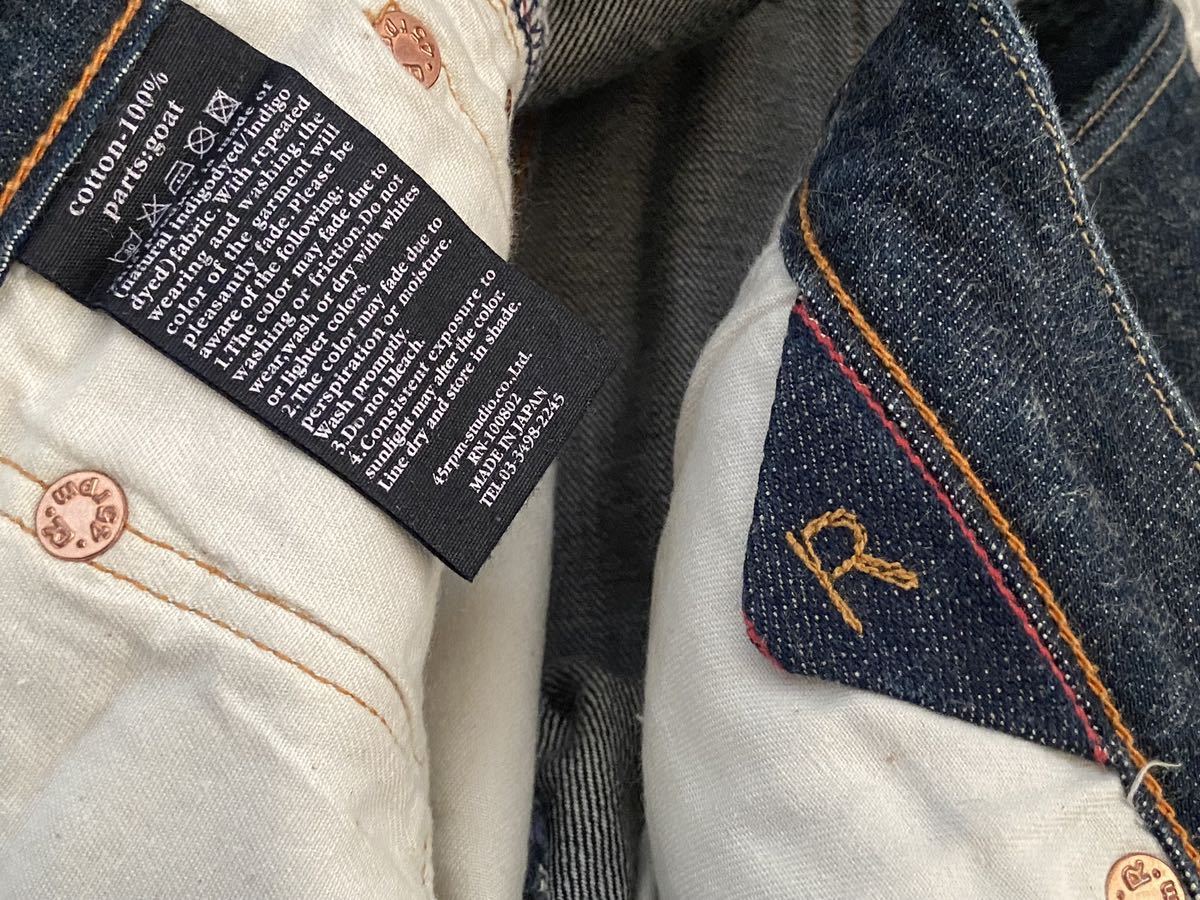 cotton-100%
parts:goat
(natural indigodyed//indigo
dyed).fabric. With repeated
wearing and washing,the
color of the garment will
pleasantly fade.Please be
aware of the following:
1.The color may fade due to
washing or friction.Do not
wear,wash or dry with whites
or lighter colors.
2.The color may fade due to
perspiration or moisture.
Wash promptly.
3.Do not bleach.
4.Consistent exposure to
sunlight may alter the color.
Line dry and store in shade.
45rpm-studio.co.,Ltd.
RN-100802
MADE IN JAPAN
TEL.03-3498-2245
R
45RPM.R.